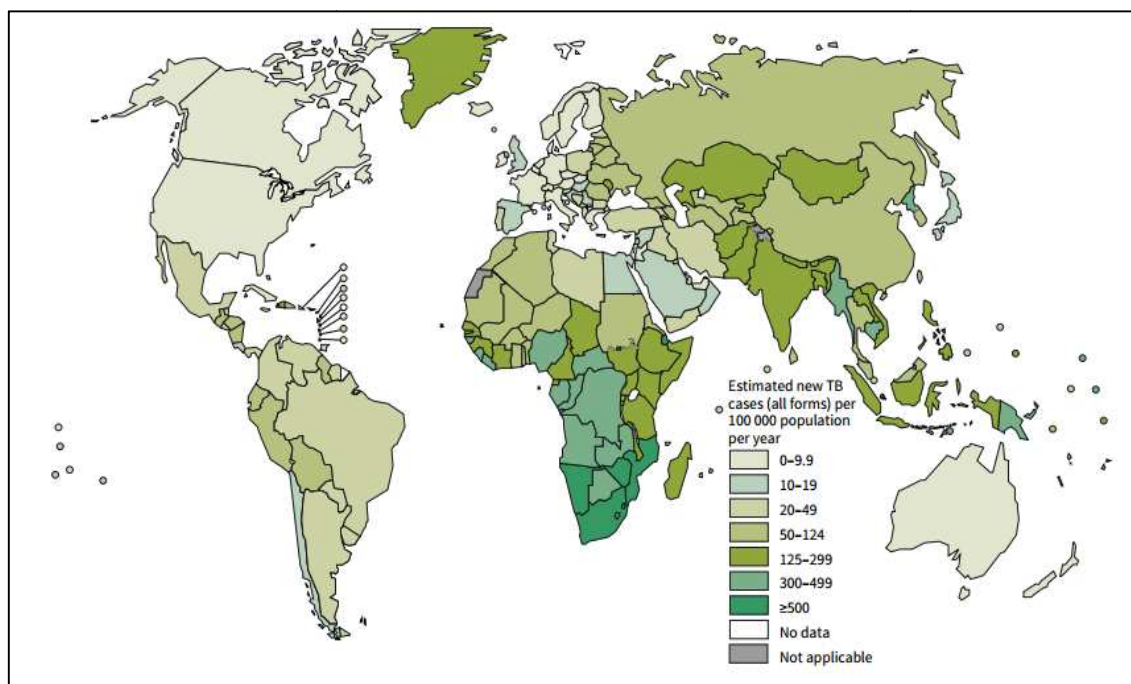 Estimated new TB
cases (all forms) per
100 000 population
per year
0–9.9
10–19
20–49
50–124
125–299
300–499
≥500
No data
Not applicable